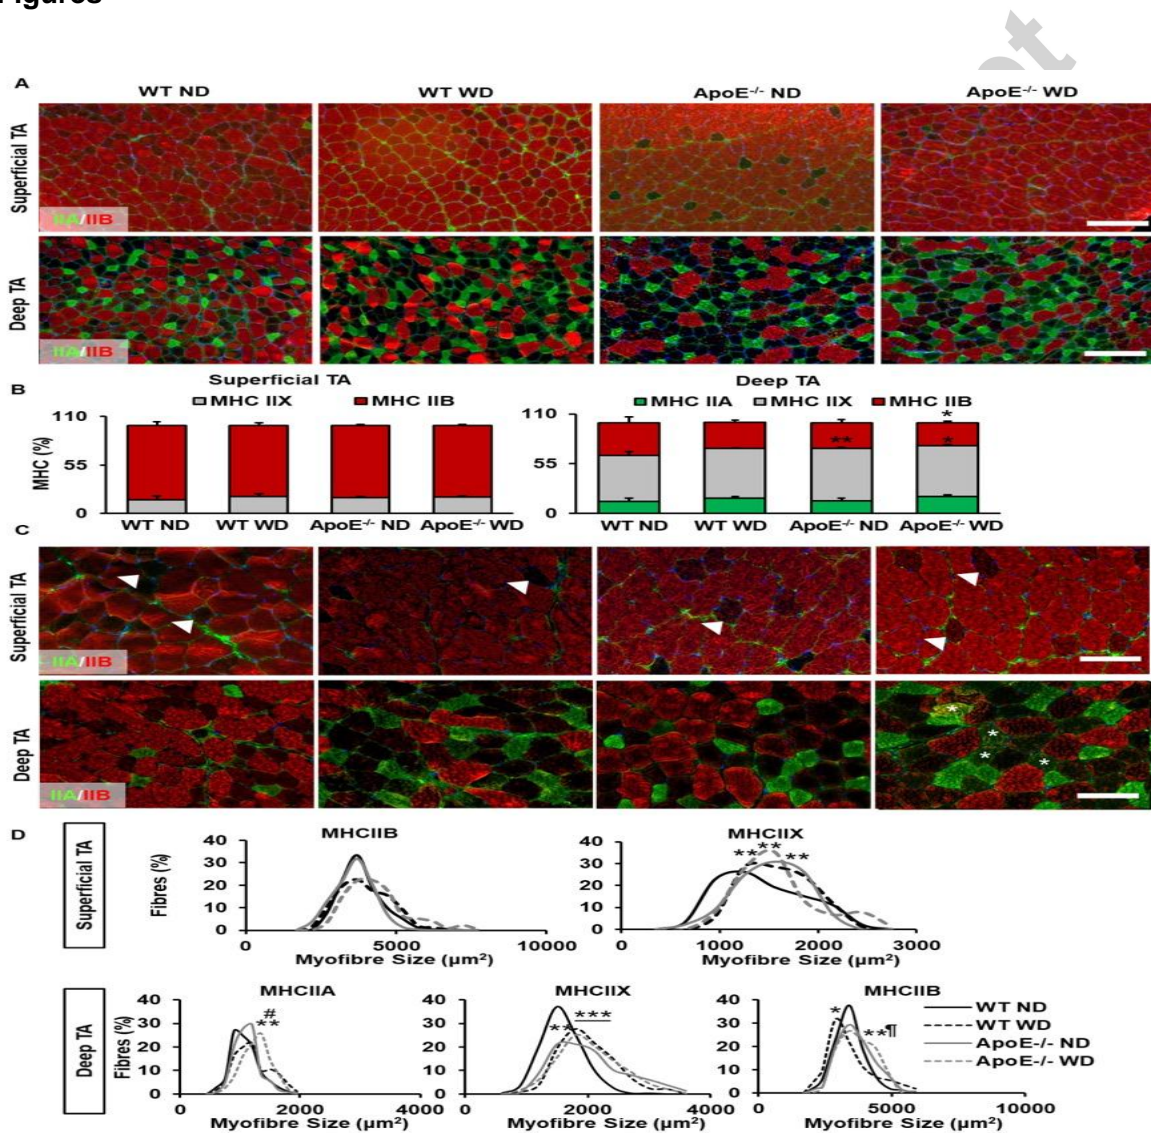 Figures
A
WT ND WT WD ApoE-/- ND ApoE-/- WD
Superficial TA
IIA/IIB
Deep TA
IIA/IIB
B
Superficial TA
MHC IIX MHC IIB
Deep TA
MHC IIA MHC IIX MHC IIB
MHC (%)
110
55
0
WT ND WT WD ApoE-/- ND ApoE-/- WD
110
55
0
** * *
WT ND WT WD ApoE-/- ND ApoE-/- WD
C
Superficial TA
IIA/IIB
Deep TA
IIA/IIB
* * * *
D
Superficial TA
MHCIIB
Fibres (%)
40
30
20
10
0
0 5000 10000
Myofibre Size (µm²)
MHCIIX
40
30
20
10
0
** ** **
0 1000 2000 3000
Myofibre Size (µm²)
Deep TA
MHCIIA
Fibres (%)
40
30
20
10
0
#
**
0 2000 4000
Myofibre Size (µm²)
MHCIIX
40
30
20
10
0
** ***
0 2000 4000
Myofibre Size (µm²)
MHCIIB
40
30
20
10
0
* **¶
0 5000 10000
Myofibre Size (µm²)
WT ND
WT WD
ApoE-/- ND
ApoE-/- WD